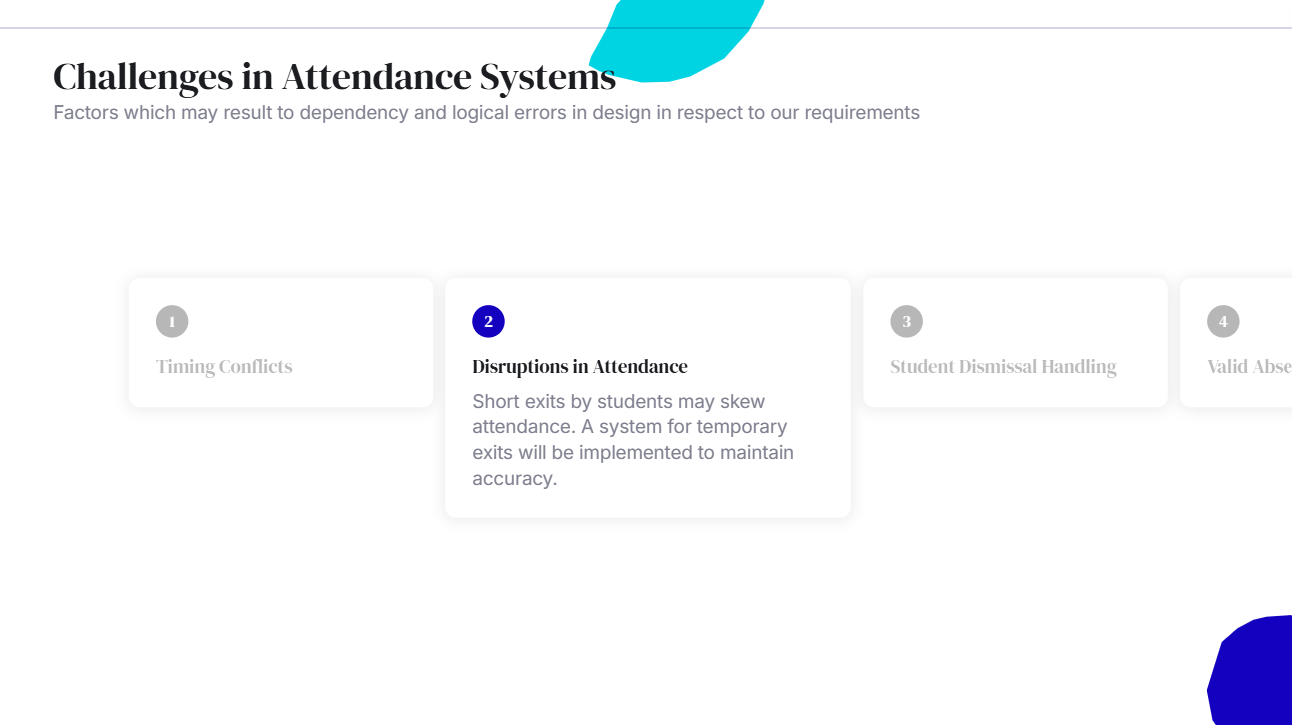 Challenges in Attendance Systems
Factors which may result to dependency and logical errors in design in respect to our requirements
1
Timing Conflicts
2
Disruptions in Attendance
Short exits by students may skew
attendance. A system for temporary
exits will be implemented to maintain
accuracy.
3
Student Dismissal Handling
4
Valid